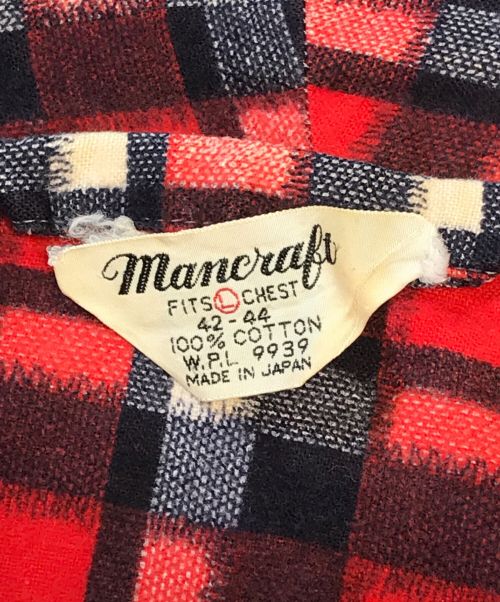 Mancraft
FITS L CHEST
42-44
100% COTTON
W.P.L. 9939
MADE IN JAPAN